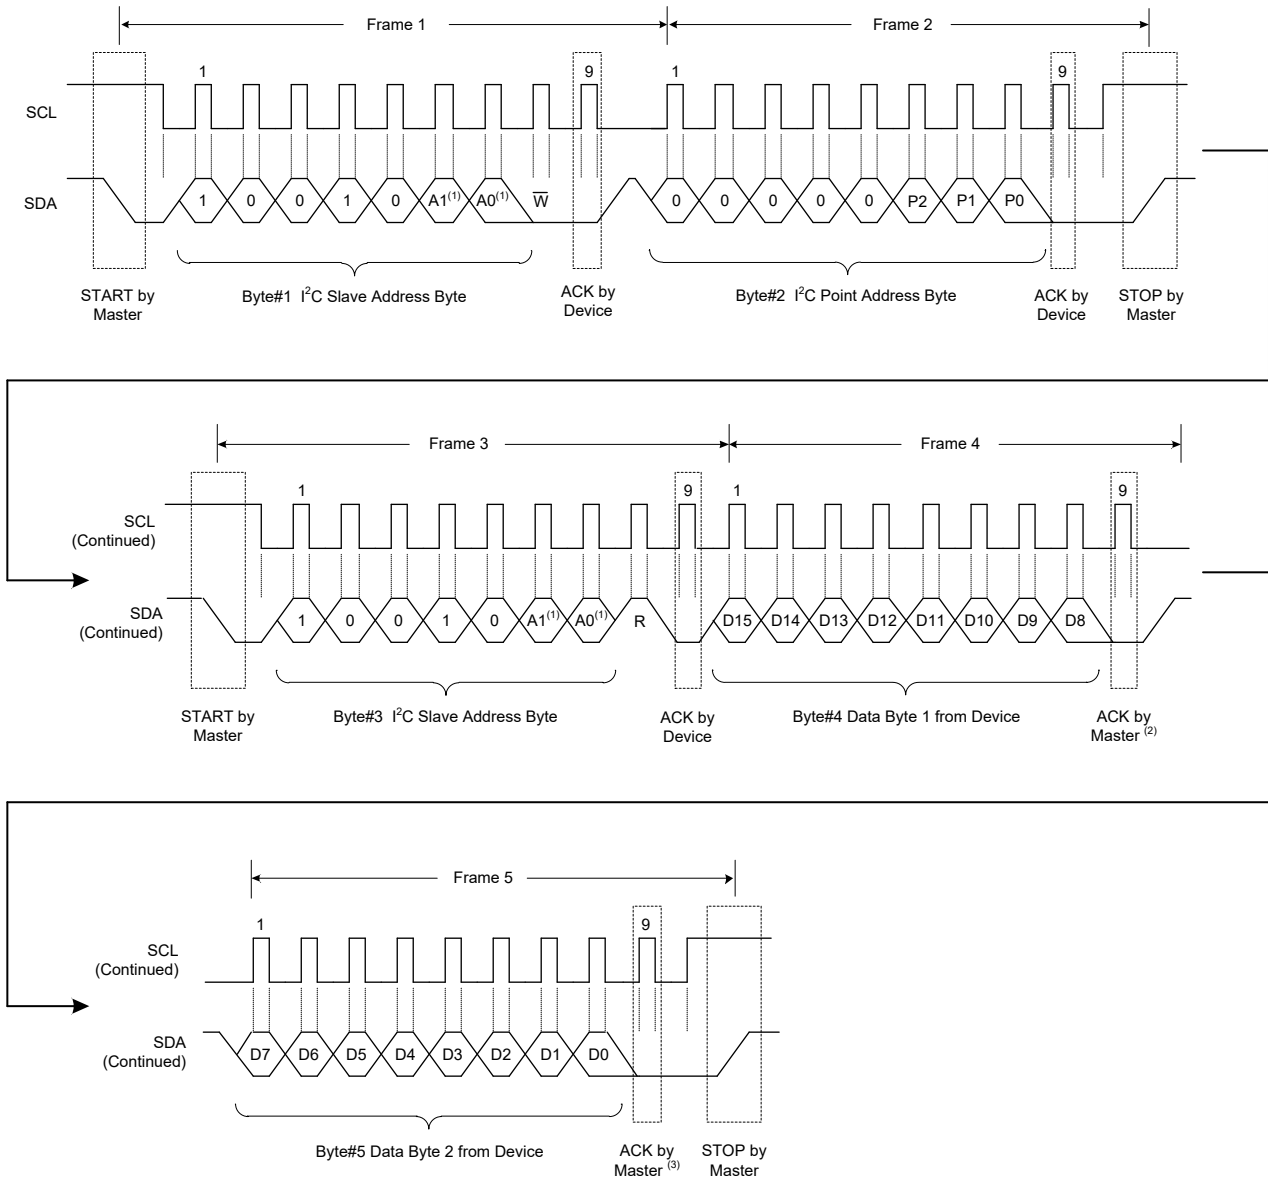 Frame 1 Frame 2
1 9 1 9
SCL
SDA
1 0 0 1 0 A1(1) A0(1) W̅ 0 0 0 0 0 P2 P1 P0
START by
Master
Byte#1 I²C Slave Address Byte
ACK by
Device
Byte#2 I²C Point Address Byte
ACK by
Device
STOP by
Master
Frame 3 Frame 4
1 9 1 9
SCL
(Continued)
SDA
(Continued)
1 0 0 1 0 A1(1) A0(1) R D15 D14 D13 D12 D11 D10 D9 D8
START by
Master
Byte#3 I²C Slave Address Byte
ACK by
Device
Byte#4 Data Byte 1 from Device
ACK by
Master (2)
Frame 5
1 9
SCL
(Continued)
SDA
(Continued)
D7 D6 D5 D4 D3 D2 D1 D0
Byte#5 Data Byte 2 from Device
ACK by
Master (3)
STOP by
Master